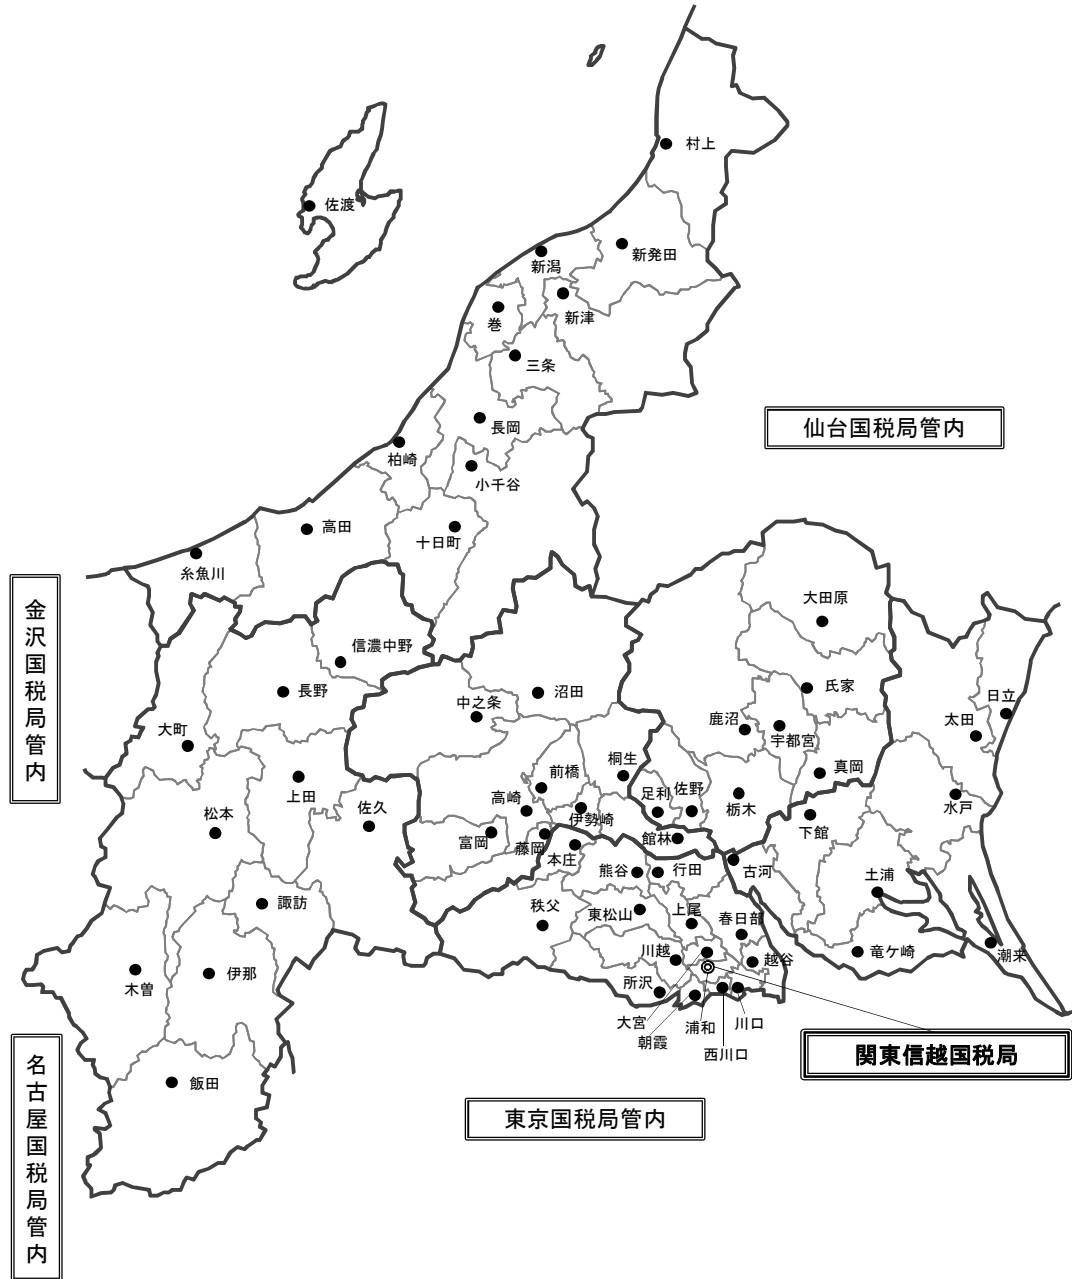 村上
佐渡
新発田
新潟
新津
巻
三条
長岡
仙台国税局管内
柏崎
小千谷
高田
十日町
糸魚川
金沢国税局管内
大田原
信濃中野
氏家
長野
沼田
日立
中之条
鹿沼
太田
大町
宇都宮
桐生
真岡
前橋
足利
佐野
上田
高崎
栃木
水戸
佐久
松本
伊勢崎
下館
富岡
藤岡
館林
本庄
古河
熊谷
行田
土浦
諏訪
秩父
東松山
上尾
春日部
川越
越谷
竜ケ崎
潮来
伊那
木曽
所沢
大宮
朝霞
浦和
川口
西川口
関東信越国税局
飯田
名古屋国税局管内
東京国税局管内